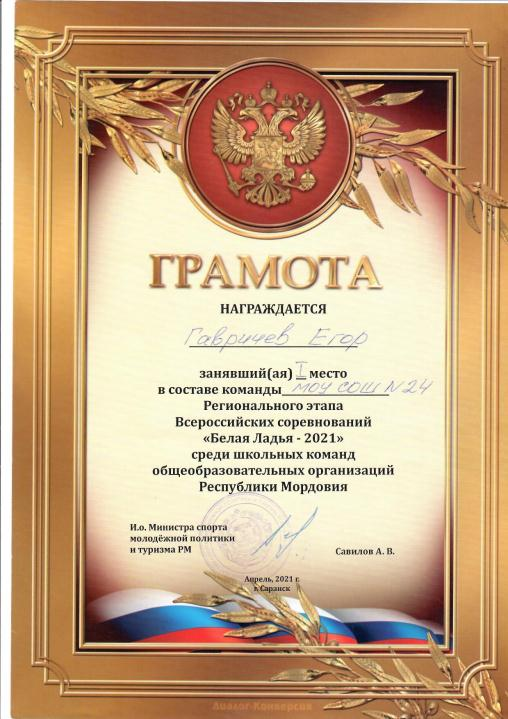 ГРАМОТА
НАГРАЖДАЕТСЯ
Гавричев Егор
занявший(ая) I место
в составе команды МОУ СОШ N 24
Регионального этапа
Всероссийских соревнований
«Белая Ладья - 2021»
среди школьных команд
общеобразовательных организаций
Республики Мордовия
И.о. Министра спорта
молодёжной политики
и туризма РМ
Савилов А. В.
Апрель, 2021 г.
г. Саранск
Диалог-Конверсия